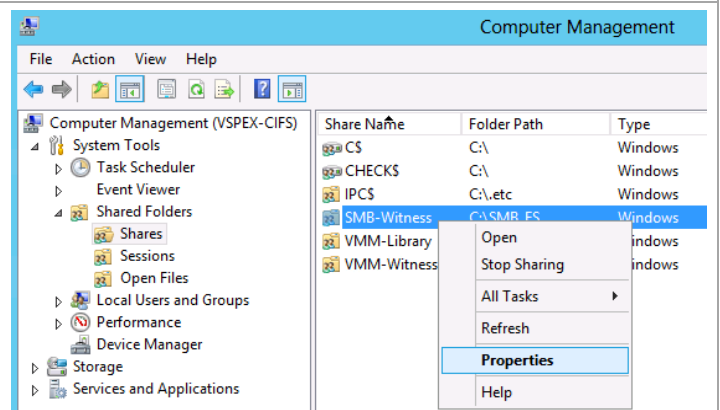 Computer Management
File Action View Help
Computer Management (VSPEX-CIFS)
System Tools
Task Scheduler
Event Viewer
Shared Folders
Shares
Sessions
Open Files
Local Users and Groups
Performance
Device Manager
Storage
Services and Applications
Share Name Folder Path Type
C$ C:\ Windows
CHECK$ C:\ Windows
IPC$ C:\.etc Windows
SMB-Witness C:\SMB_FS Windows
VMM-Library indows
VMM-Witness indows
Open
Stop Sharing
All Tasks
Refresh
Properties
Help